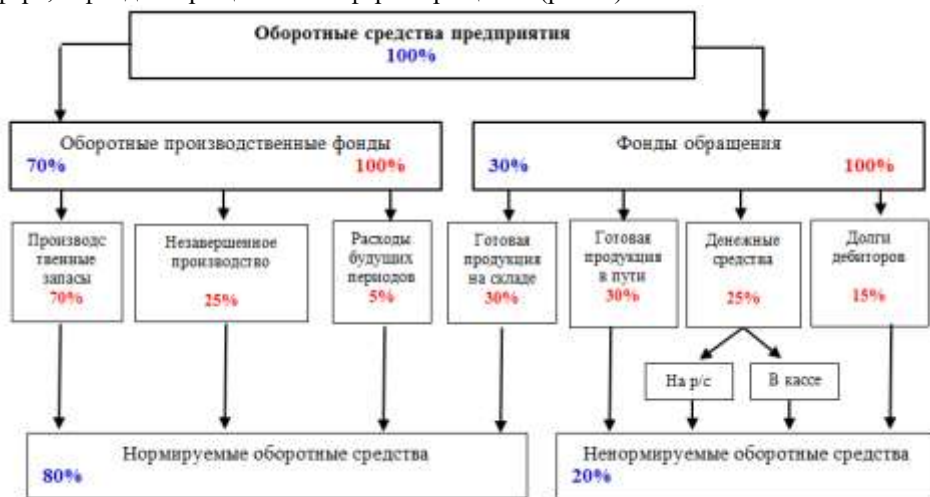 Оборотные средства предприятия
100%
Оборотные производственные фонды
70% 100%
Фонды обращения
30% 100%
Производс
твенные
запасы
70%
Незавершенное
производство
25%
Расходы
будущих
периодов
5%
Готовая
продукция
на складе
30%
Готовая
продукция
в пути
30%
Денежные
средства
25%
Долги
дебиторов
15%
На р/с
В кассе
Нормируемые оборотные средства
80%
Ненормируемые оборотные средства
20%